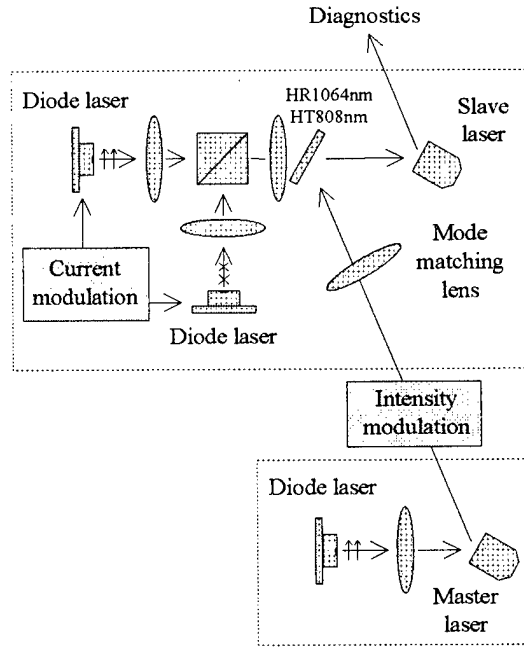 Diagnostics
Diode laser
HR1064nm
HT808nm
Slave
laser
Current
modulation
Mode
matching
lens
Diode laser
Intensity
modulation
Diode laser
Master
laser